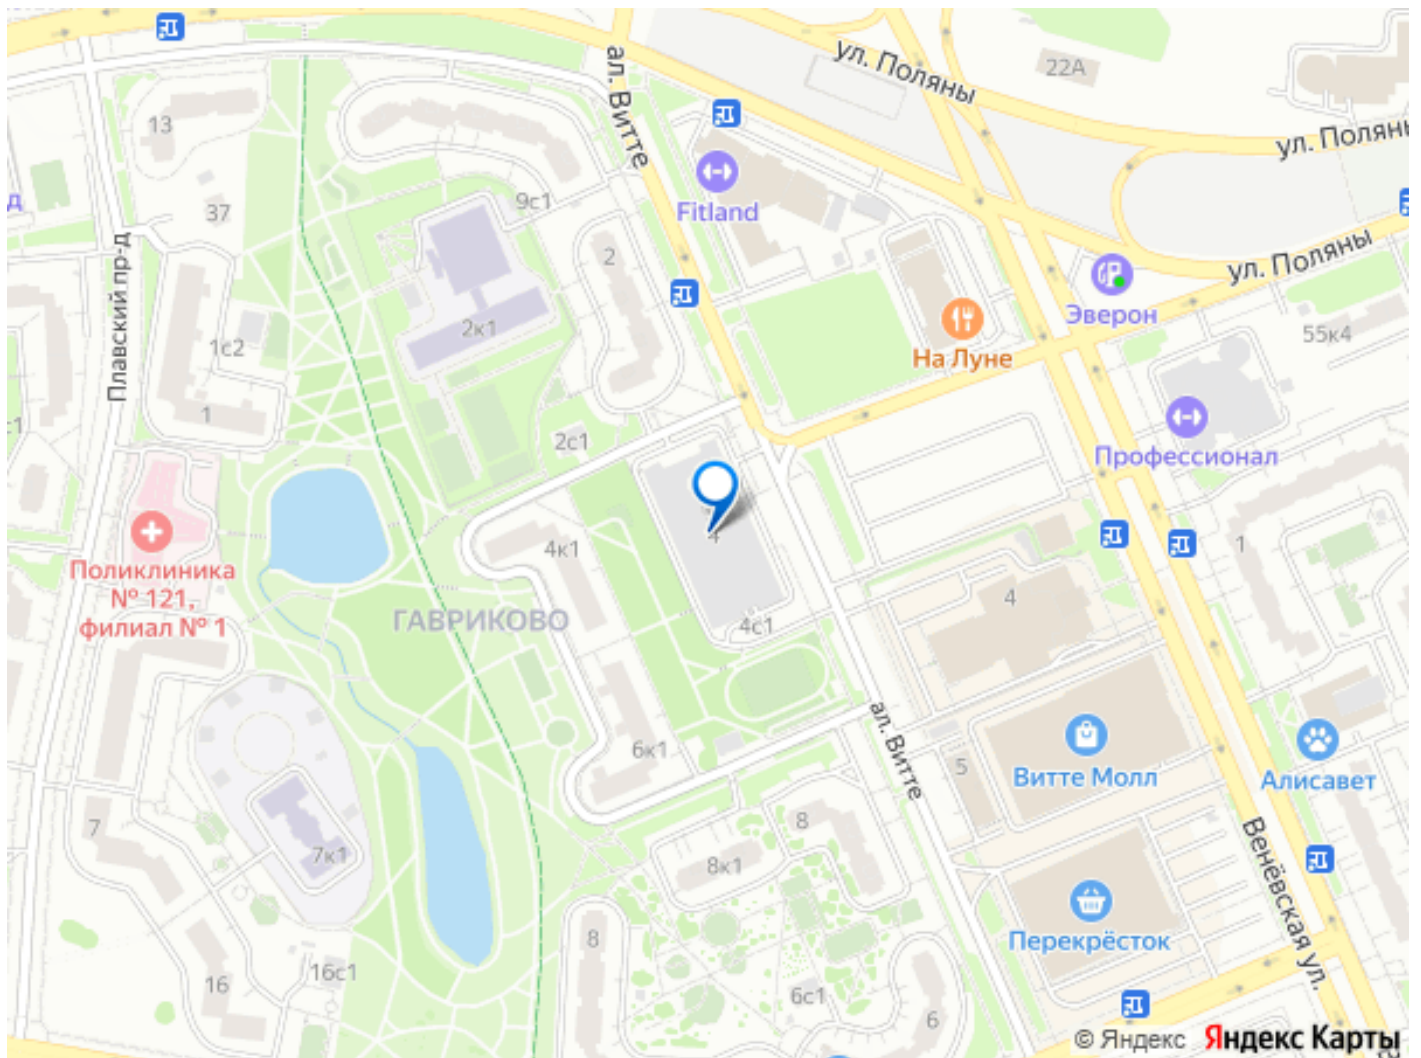 ал. Витте
ул. Поляны
22А
ул. Поляны
13
Fitland
37
9с1
2
ул. Поляны
Плавский пр-д
Эверон
2к1
1с2
На Луне
55к4
1
2с1
Профессионал
4
4к1
1
Поликлиника
№ 121,
филиал № 1
ГАВРИКОВО
4с1
4
6к1
ал. Витте
5
Витте Молл
Алисавет
7
8
7к1
8к1
Венёвская ул.
8
Перекрёсток
16
16с1
6с1
6
© Яндекс Яндекс Карты